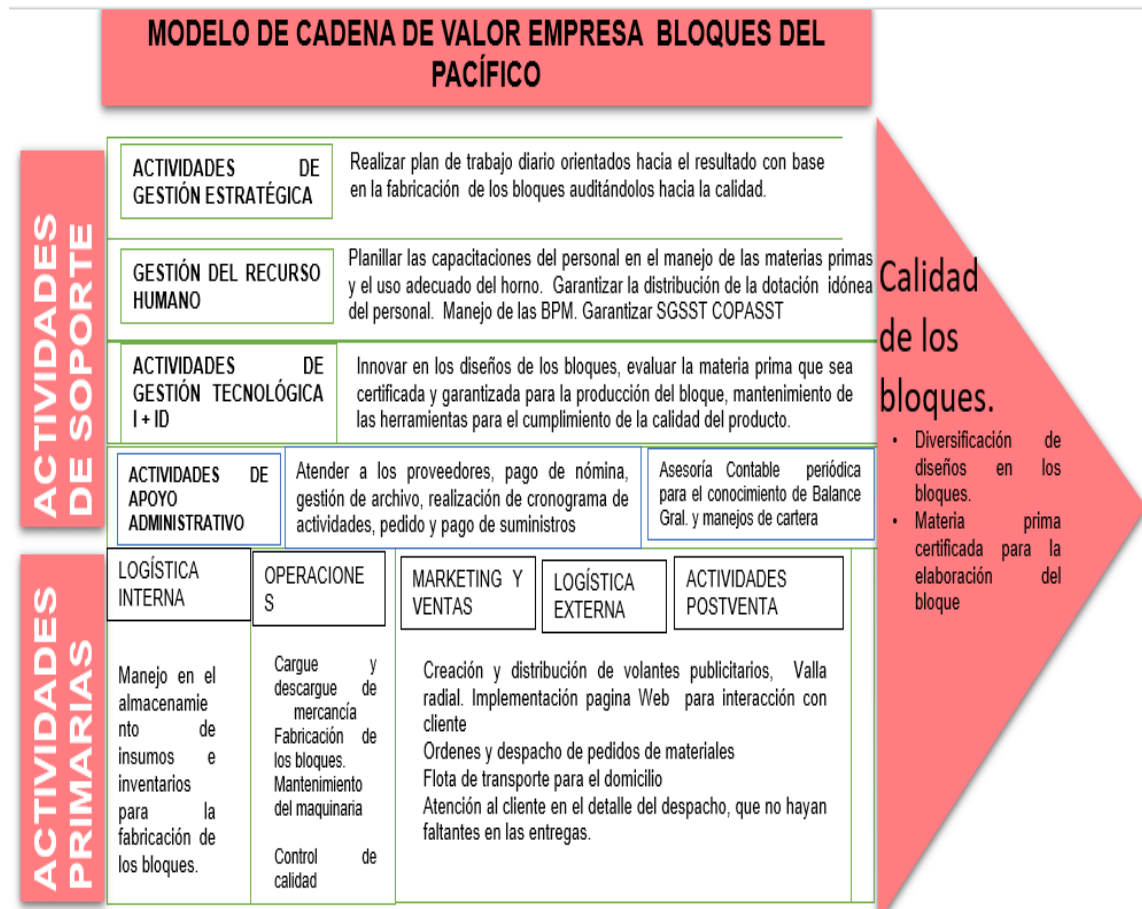 MODELO DE CADENA DE VALOR EMPRESA BLOQUES DEL
PACÍFICO
ACTIVIDADES
DE SOPORTE
ACTIVIDADES DE
GESTIÓN ESTRATÉGICA
Realizar plan de trabajo diario orientados hacia el resultado con base
en la fabricación de los bloques auditándolos hacia la calidad.
GESTIÓN DEL RECURSO
HUMANO
Planillar las capacitaciones del personal en el manejo de las materias primas
y el uso adecuado del horno. Garantizar la distribución de la dotación idónea
del personal. Manejo de las BPM. Garantizar SGSST COPASST
ACTIVIDADES DE
GESTIÓN TECNOLÓGICA
I + ID
Innovar en los diseños de los bloques, evaluar la materia prima que sea
certificada y garantizada para la producción del bloque, mantenimiento de
las herramientas para el cumplimiento de la calidad del producto.
ACTIVIDADES DE
APOYO
ADMINISTRATIVO
Atender a los proveedores, pago de nómina,
gestión de archivo, realización de cronograma de
actividades, pedido y pago de suministros
Asesoría Contable periódica
para el conocimiento de Balance
Gral. y manejos de cartera
ACTIVIDADES
PRIMARIAS
LOGÍSTICA
INTERNA
Manejo en el
almacenamie
nto de
insumos e
inventarios
para la
fabricación de
los bloques.
OPERACIONE
S
Cargue y
descargue de
mercancía
Fabricación de
los bloques.
Mantenimiento
del maquinaria
Control de
calidad
MARKETING Y
VENTAS
LOGÍSTICA
EXTERNA
ACTIVIDADES
POSTVENTA
Creación y distribución de volantes publicitarios, Valla
radial. Implementación pagina Web para interacción con
cliente
Ordenes y despacho de pedidos de materiales
Flota de transporte para el domicilio
Atención al cliente en el detalle del despacho, que no hayan
faltantes en las entregas.
Calidad
de los
bloques.
• Diversificación de
diseños en los
bloques.
• Materia prima
certificada para la
elaboración del
bloque